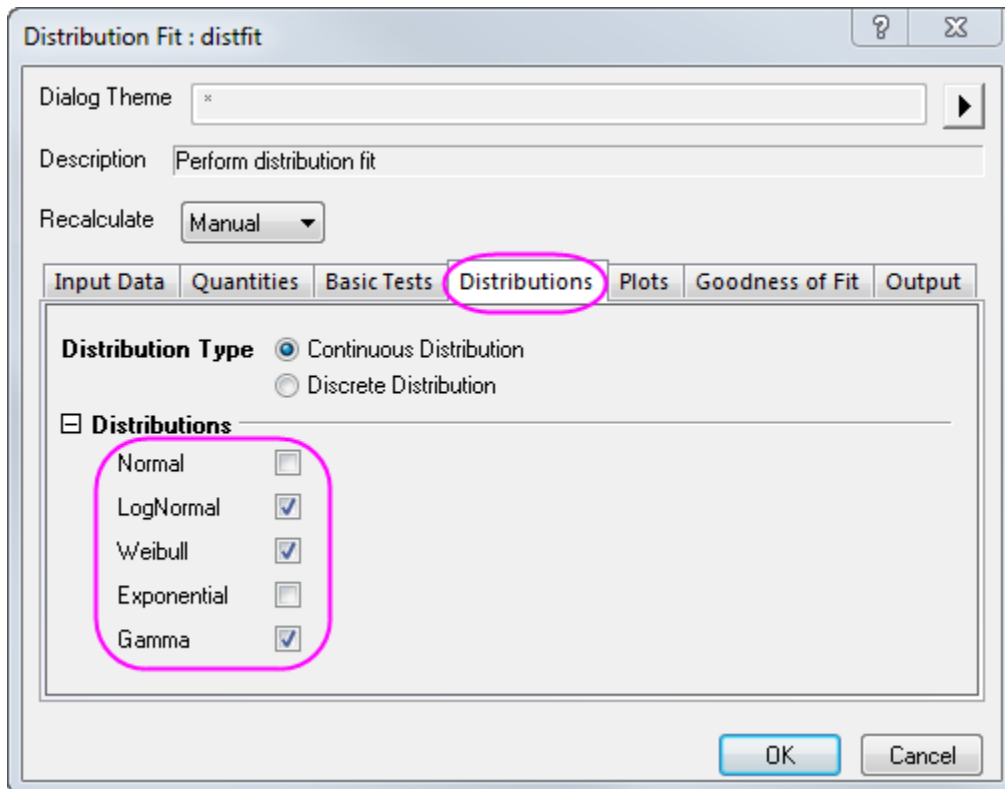 Distribution Fit : distfit
Dialog Theme *
Description Perform distribution fit
Recalculate Manual
Input Data Quantities Basic Tests Distributions Plots Goodness of Fit Output
Distribution Type Continuous Distribution
Discrete Distribution
Distributions
Normal
LogNormal
Weibull
Exponential
Gamma
OK Cancel